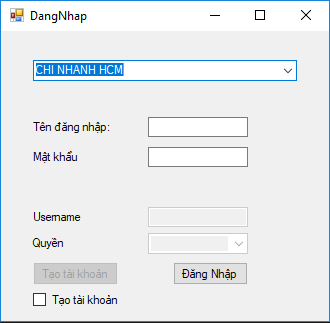 DangNhap
CHI NHANH HCM
Tên đăng nhập:
Mật khẩu
Username
Quyền
Tạo tài khoản Đăng Nhập
Tạo tài khoản